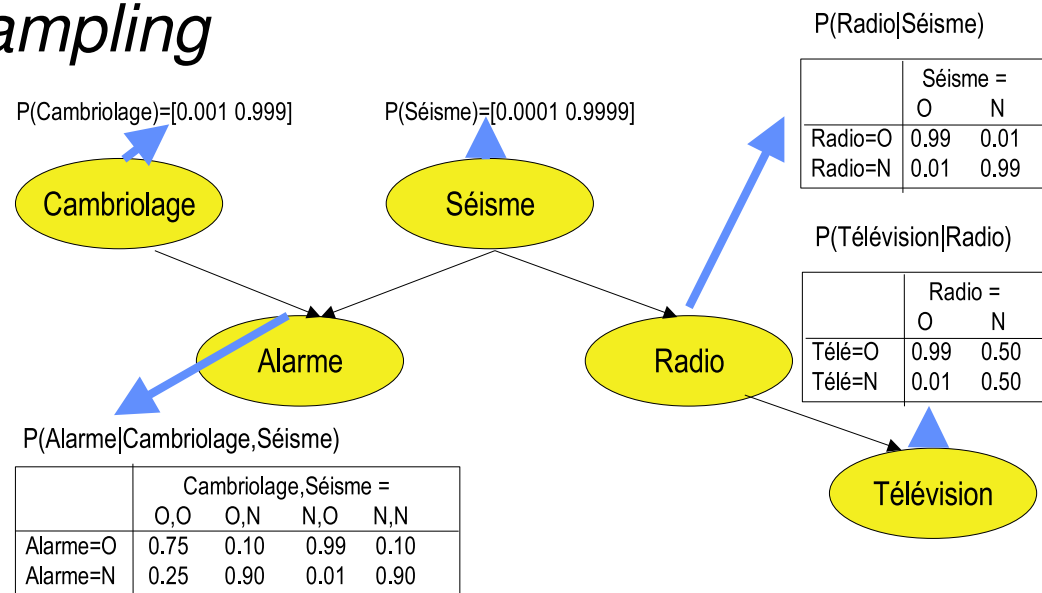 ampling
P(Radio|Séisme)
P(Cambriolage)=[0.001 0.999]
P(Séisme)=[0.0001 0.9999]
Séisme =
O N
Radio=O 0.99 0.01
Radio=N 0.01 0.99
Cambriolage
Séisme
P(Télévision|Radio)
Radio =
O N
Télé=O 0.99 0.50
Télé=N 0.01 0.50
Alarme
Radio
P(Alarme|Cambriolage,Séisme)
Cambriolage,Séisme =
O,O O,N N,O N,N
Alarme=O 0.75 0.10 0.99 0.10
Alarme=N 0.25 0.90 0.01 0.90
Télévision